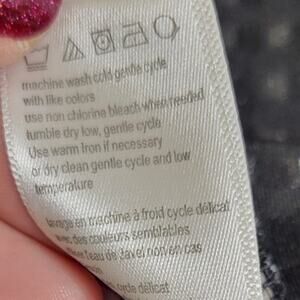 machine wash cold gentle cycle
with like colors
use non chlorine bleach when needed
tumble dry low, gentle cycle
Use warm Iron if necessary
or dry clean gentle cycle and low
temperature
lavage en machine à froid cycle délicat
avec des couleurs semblables
l'eau de Javel non en cas
cycle délicat